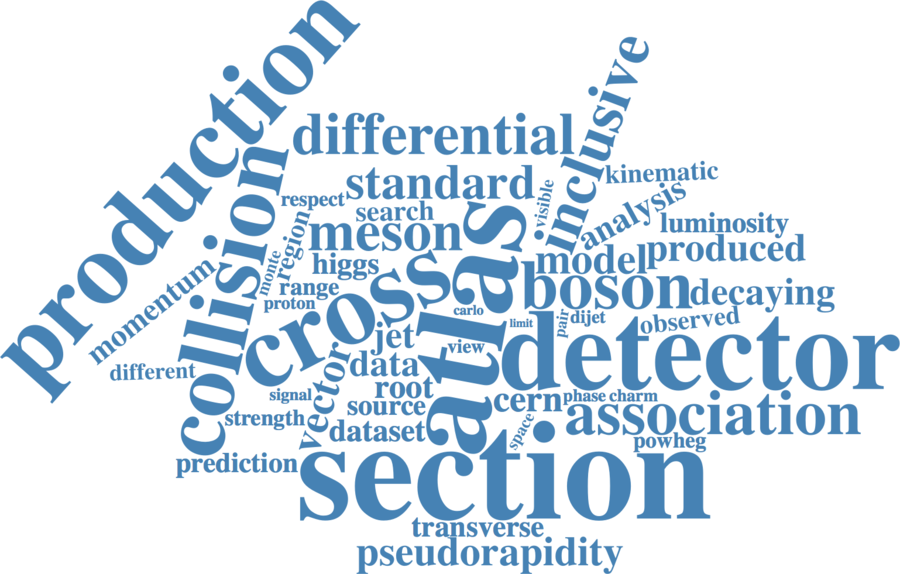 production
differential
inclusive
collision
standard
kinematic
respect
search
visible
analysis
luminosity
region
meson
atlas
produced
momentum
monte
higgs
cross
model
range
proton
boson
decaying
carlo
limit
pair
dijet
observed
jet
view
detector
different
data
vector
root
signal
source
cern
phase
charm
association
strength
dataset
space
powheg
prediction
section
transverse
pseudorapidity